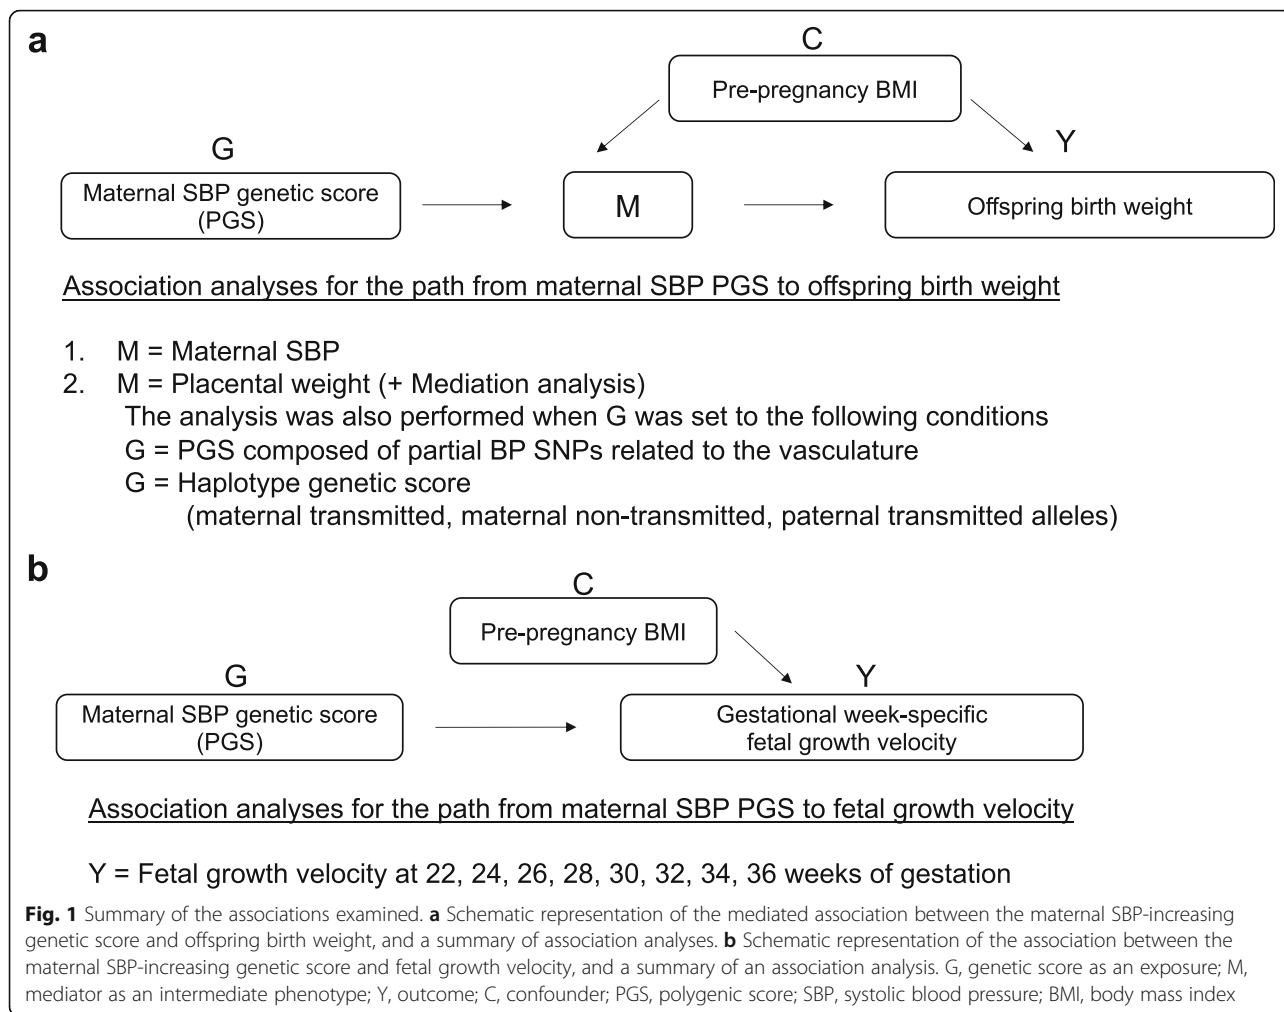 a
C
Pre-pregnancy BMI
G
Y
Maternal SBP genetic score
(PGS)
M
Offspring birth weight
Association analyses for the path from maternal SBP PGS to offspring birth weight
1. M = Maternal SBP
2. M = Placental weight (+ Mediation analysis)
The analysis was also performed when G was set to the following conditions
G = PGS composed of partial BP SNPs related to the vasculature
G = Haplotype genetic score
(maternal transmitted, maternal non-transmitted, paternal transmitted alleles)
b
C
Pre-pregnancy BMI
G
Y
Maternal SBP genetic score
(PGS)
Gestational week-specific
fetal growth velocity
Association analyses for the path from maternal SBP PGS to fetal growth velocity
Y = Fetal growth velocity at 22, 24, 26, 28, 30, 32, 34, 36 weeks of gestation
Fig. 1 Summary of the associations examined. a Schematic representation of the mediated association between the maternal SBP-increasing
genetic score and offspring birth weight, and a summary of association analyses. b Schematic representation of the association between the
maternal SBP-increasing genetic score and fetal growth velocity, and a summary of an association analysis. G, genetic score as an exposure; M,
mediator as an intermediate phenotype; Y, outcome; C, confounder; PGS, polygenic score; SBP, systolic blood pressure; BMI, body mass index